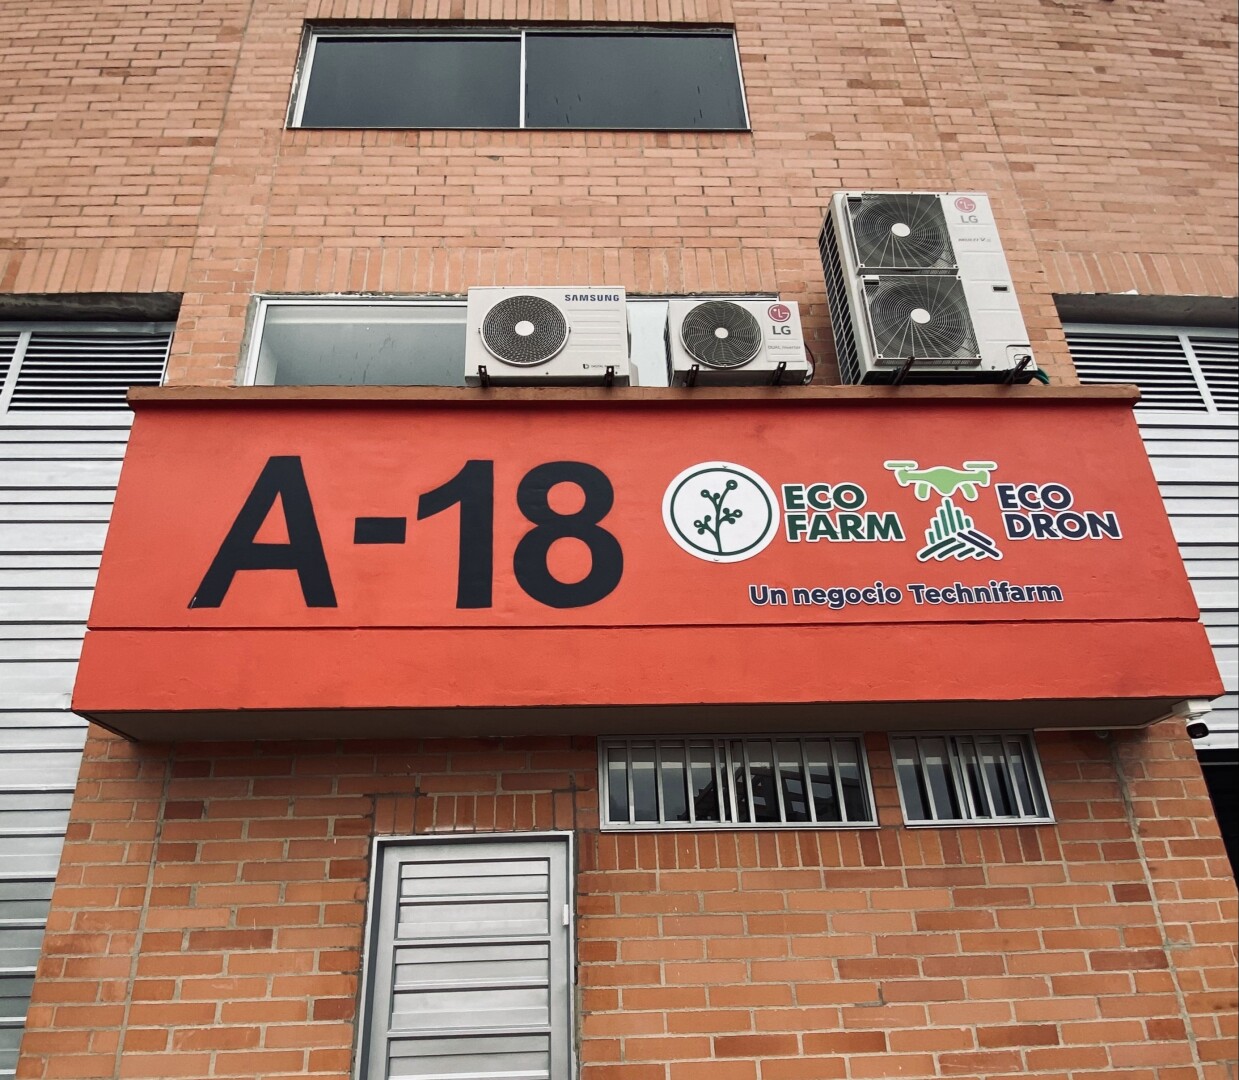 SAMSUNG
LG
LG
A-18
ECO FARM
ECO DRON
Un negocio Technifarm